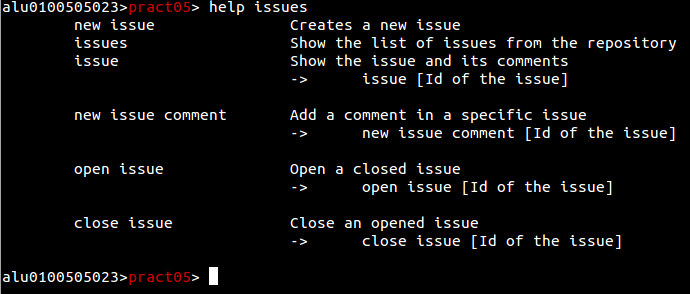 alu0100505023>pract05> help issues
new issue Creates a new issue
issues Show the list of issues from the repository
issue Show the issue and its comments
-> issue [Id of the issue]
new issue comment Add a comment in a specific issue
-> new issue comment [Id of the issue]
open issue Open a closed issue
-> open issue [Id of the issue]
close issue Close an opened issue
-> close issue [Id of the issue]
alu0100505023>pract05>